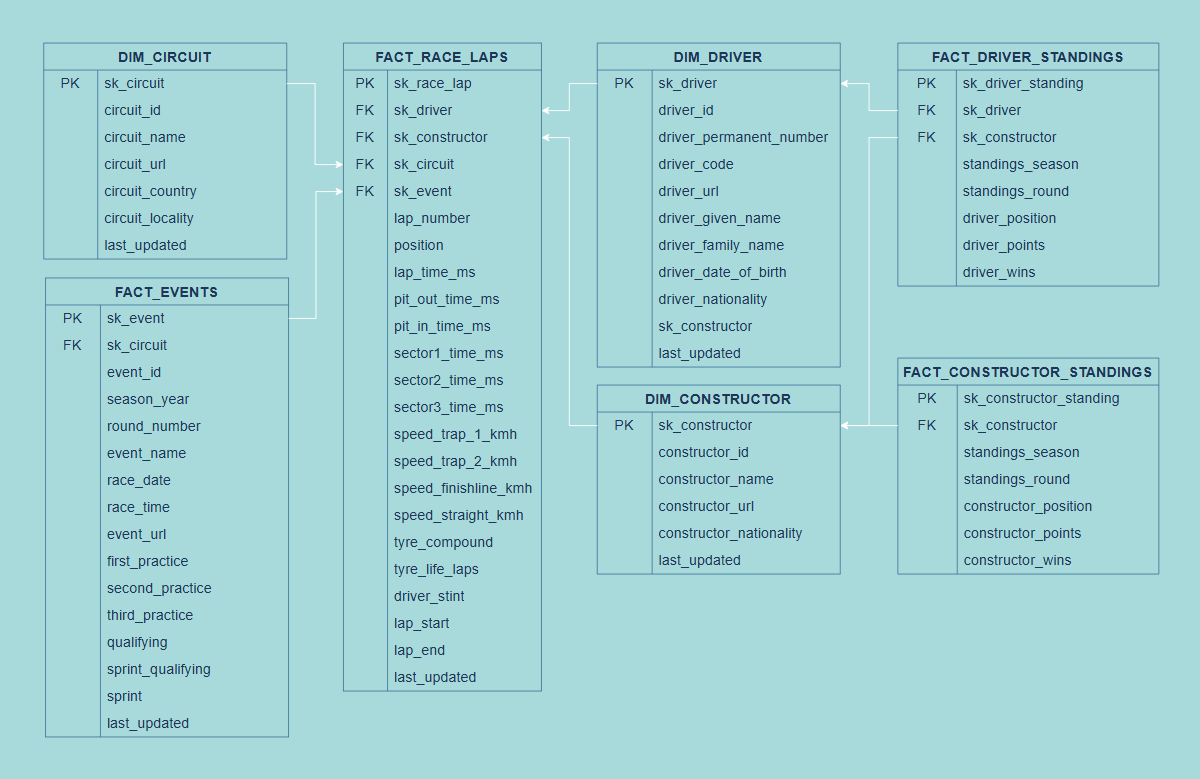 DIM_CIRCUIT
PK sk_circuit
circuit_id
circuit_name
circuit_url
circuit_country
circuit_locality
last_updated
FACT_EVENTS
PK sk_event
FK sk_circuit
event_id
season_year
round_number
event_name
race_date
race_time
event_url
first_practice
second_practice
third_practice
qualifying
sprint_qualifying
sprint
last_updated
FACT_RACE_LAPS
PK sk_race_lap
FK sk_driver
FK sk_constructor
FK sk_circuit
FK sk_event
lap_number
position
lap_time_ms
pit_out_time_ms
pit_in_time_ms
sector1_time_ms
sector2_time_ms
sector3_time_ms
speed_trap_1_kmh
speed_trap_2_kmh
speed_finishline_kmh
speed_straight_kmh
tyre_compound
tyre_life_laps
driver_stint
lap_start
lap_end
last_updated
DIM_DRIVER
PK sk_driver
driver_id
driver_permanent_number
driver_code
driver_url
driver_given_name
driver_family_name
driver_date_of_birth
driver_nationality
sk_constructor
last_updated
DIM_CONSTRUCTOR
PK sk_constructor
constructor_id
constructor_name
constructor_url
constructor_nationality
last_updated
FACT_DRIVER_STANDINGS
PK sk_driver_standing
FK sk_driver
FK sk_constructor
standings_season
standings_round
driver_position
driver_points
driver_wins
FACT_CONSTRUCTOR_STANDINGS
PK sk_constructor_standing
FK sk_constructor
standings_season
standings_round
constructor_position
constructor_points
constructor_wins